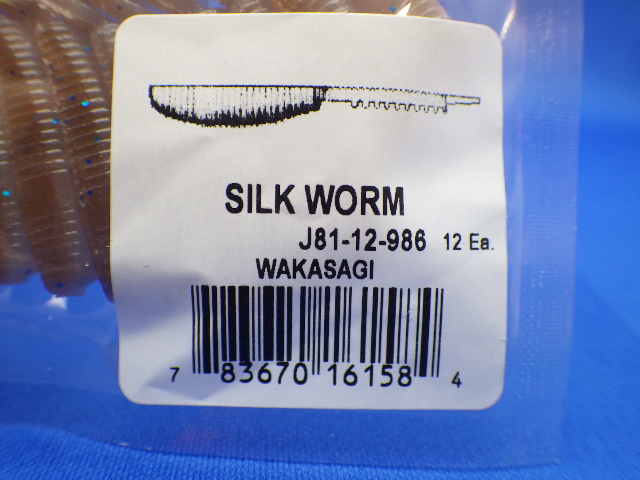 SILK WORM
J81-12-986 12 Ea.
WAKASAGI
7 83670 16158 4